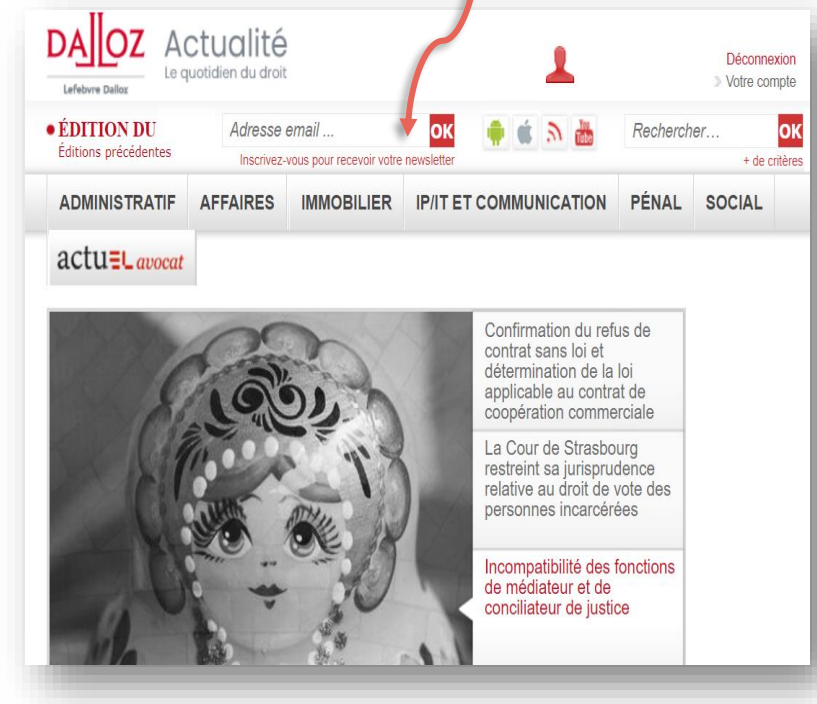 DALLOZ Actualité
Le quotidien du droit
Lefebvre Dalloz
Déconnexion
Votre compte
ÉDITION DU
Éditions précédentes
Adresse email ... OK
Inscrivez-vous pour recevoir votre newsletter
You Tube
Rechercher... OK
+ de critères
ADMINISTRATIF AFFAIRES IMMOBILIER IP/IT ET COMMUNICATION PÉNAL SOCIAL
actuEL avocat
Confirmation du refus de
contrat sans loi et
détermination de la loi
applicable au contrat de
coopération commerciale
La Cour de Strasbourg
restreint sa jurisprudence
relative au droit de vote des
personnes incarcérées
Incompatibilité des fonctions
de médiateur et de
conciliateur de justice